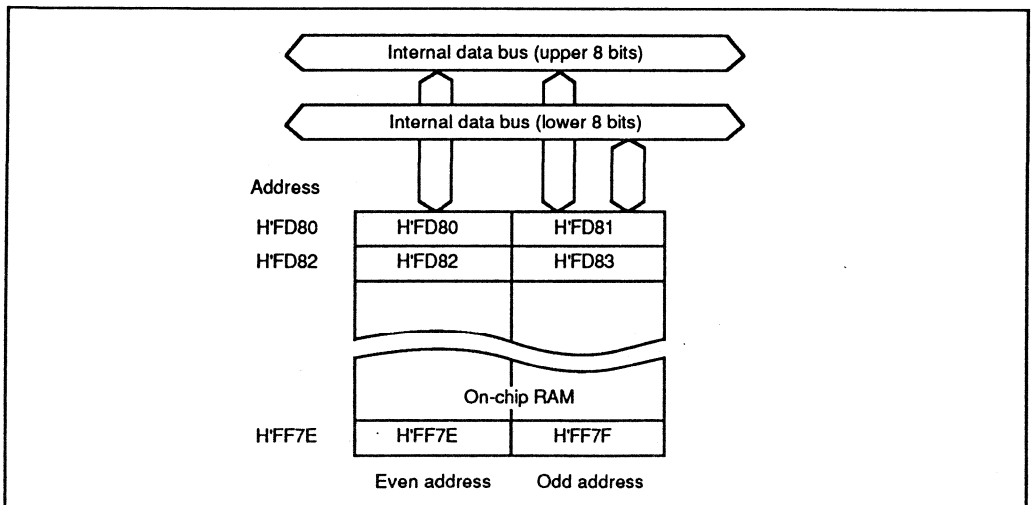 Internal data bus (upper 8 bits)
Internal data bus (lower 8 bits)
Address
H'FD80 H'FD80 H'FD81
H'FD82 H'FD82 H'FD83
On-chip RAM
H'FF7E H'FF7E H'FF7F
Even address Odd address